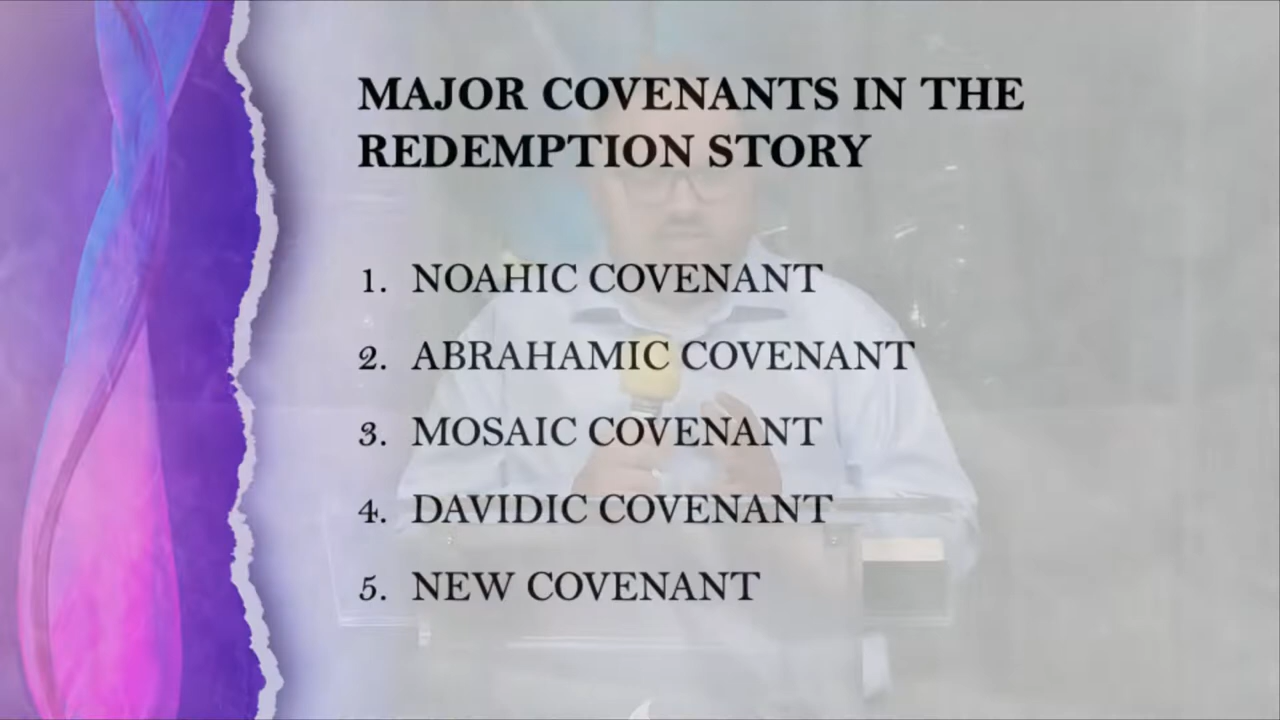 MAJOR COVENANTS IN THE
REDEMPTION STORY
1. NOAHIC COVENANT
2. ABRAHAMIC COVENANT
3. MOSAIC COVENANT
4. DAVIDIC COVENANT
5. NEW COVENANT